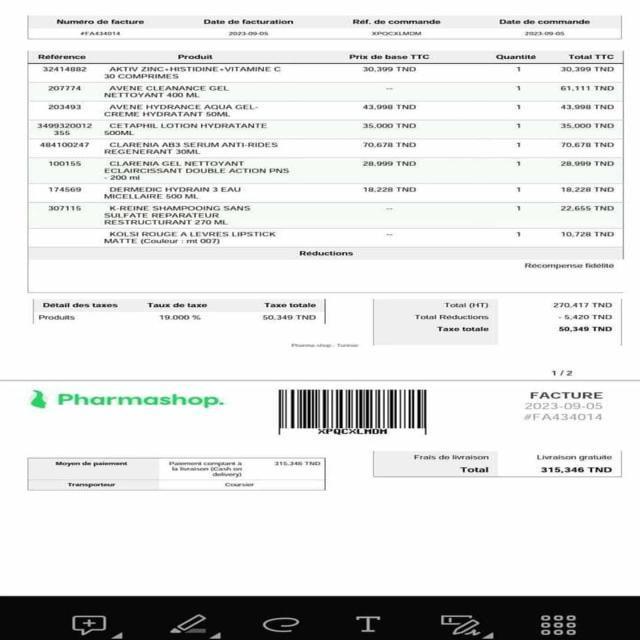 Numéro de facture Date de facturation Réf. de commande Date de commande
#FA434014 2023-09-05 XPQCXLMDM 2023-09-05
Référence Produit Prix de base TTC Quantité Total TTC
32414882 AKTIV ZINC+HISTIDINE+VITAMINE C 30,399 TND 1 30,399 TND
30 COMPRIMES
207774 AVENE CLEANANCE GEL -- 1 61,111 TND
NETTOYANT 400 ML
203493 AVENE HYDRANCE AQUA GEL- 43,998 TND 1 43,998 TND
CREME HYDRATANT 50ML
3499320012 CETAPHIL LOTION HYDRATANTE 35,000 TND 1 35,000 TND
355 500ML
484100247 CLARENIA AB3 SERUM ANTI-RIDES 70,678 TND 1 70,678 TND
REGENERANT 30ML
100155 CLARENIA GEL NETTOYANT 28,999 TND 1 28,999 TND
ECLAIRCISSANT DOUBLE ACTION PNS
- 200 ml
174569 DERMEDIC HYDRAIN 3 EAU 18,228 TND 1 18,228 TND
MICELLAIRE 500 ML
307115 K-REINE SHAMPOOING SANS -- 1 22,655 TND
SULFATE REPARATEUR
RESTRUCTURANT 270 ML
KOLSI ROUGE A LEVRES LIPSTICK -- 1 10,728 TND
MATTE (Couleur : mt 007)
Réductions
Récompense fidélité
Détail des taxes Taux de taxe Taxe totale
Produits 19.000 % 50,349 TND
Total (HT) 270,417 TND
Total Réductions - 5,420 TND
Taxe totale 50,349 TND
Pharma-shop - Tunisie
1 / 2
Pharmashop.
XPQCXLMDM
FACTURE
2023-09-05
#FA434014
Moyen de paiement Paiement comptant à 315,346 TND
la livraison (Cash on
delivery)
Transporteur Coursier
Frais de livraison Livraison gratuite
Total 315,346 TND
T